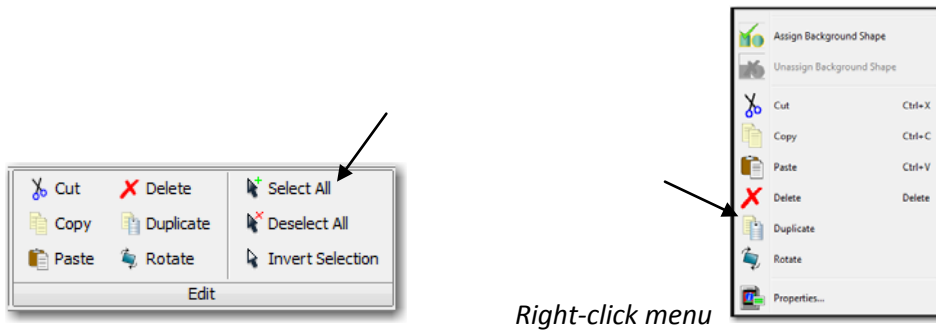 Cut Delete Select All
Copy Duplicate Deselect All
Paste Rotate Invert Selection
Edit
Right-click menu
Assign Background Shape
Unassign Background Shape
Cut Ctrl+X
Copy Ctrl+C
Paste Ctrl+V
Delete Delete
Duplicate
Rotate
Properties...